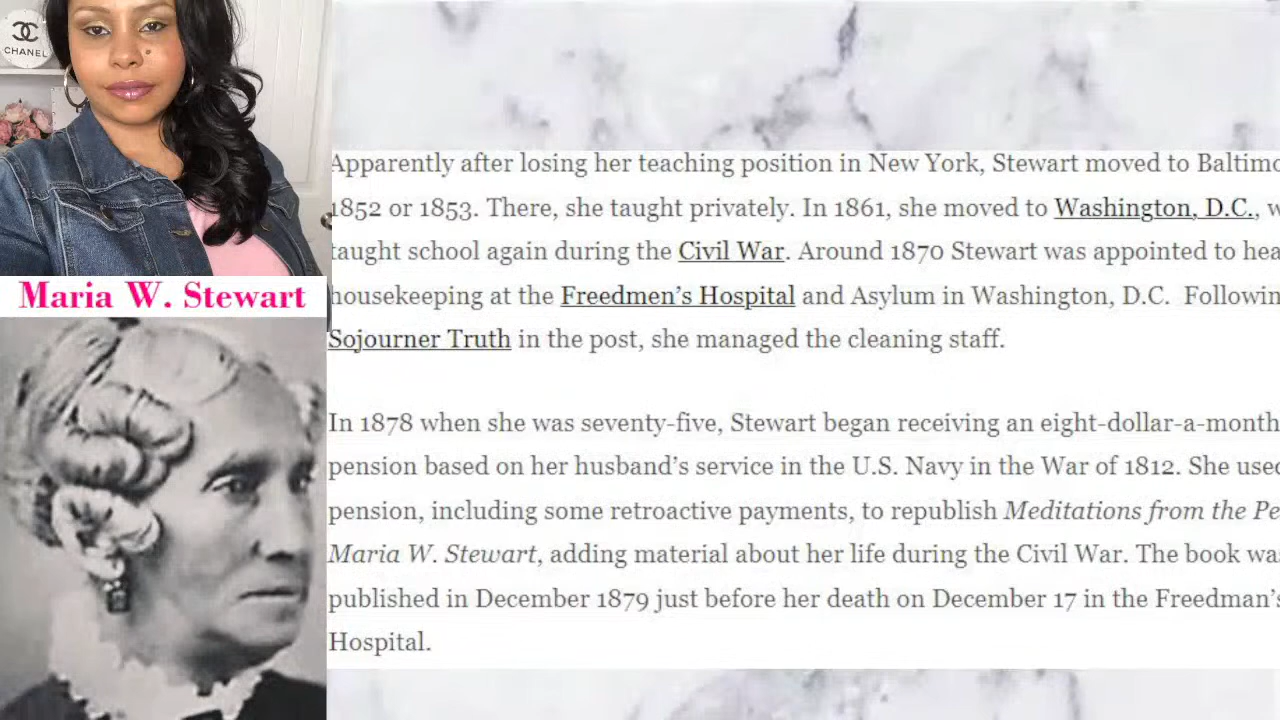 CHANEL
Maria W. Stewart
Apparently after losing her teaching position in New York, Stewart moved to Baltimo
1852 or 1853. There, she taught privately. In 1861, she moved to Washington, D.C., w
taught school again during the Civil War. Around 1870 Stewart was appointed to hea
housekeeping at the Freedmen’s Hospital and Asylum in Washington, D.C. Followin
Sojourner Truth in the post, she managed the cleaning staff.
In 1878 when she was seventy-five, Stewart began receiving an eight-dollar-a-month
pension based on her husband’s service in the U.S. Navy in the War of 1812. She used
pension, including some retroactive payments, to republish Meditations from the Pe
Maria W. Stewart, adding material about her life during the Civil War. The book wa
published in December 1879 just before her death on December 17 in the Freedman’s
Hospital.